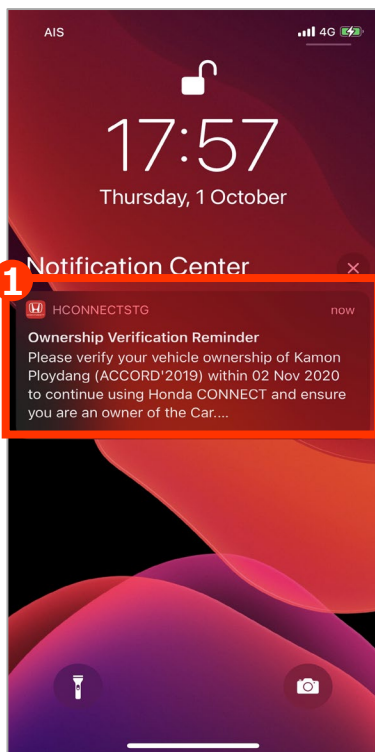 AIS
4G
17:57
Thursday, 1 October
Notification Center
1
HCONNECTSTG now
Ownership Verification Reminder
Please verify your vehicle ownership of Kamon
Ploydang (ACCORD'2019) within 02 Nov 2020
to continue using Honda CONNECT and ensure
you are an owner of the Car....